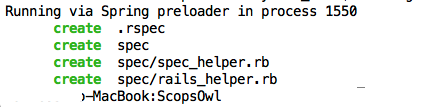 Running via Spring preloader in process 1550
create .rspec
create spec
create spec/spec_helper.rb
create spec/rails_helper.rb
-MacBook:ScopsOwl